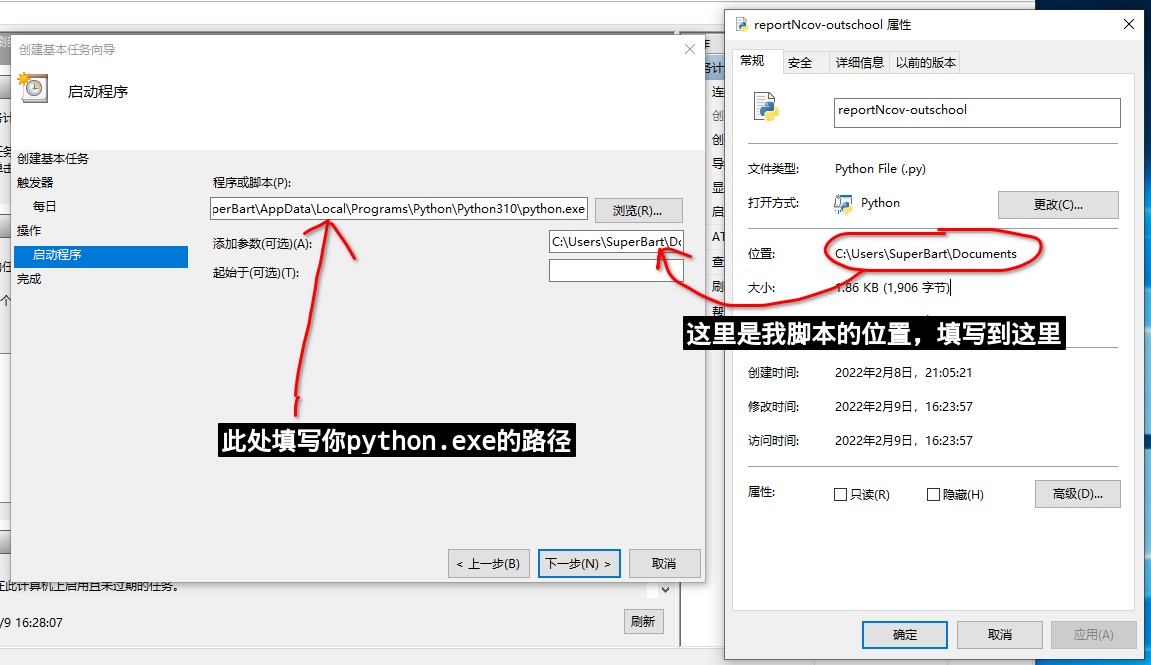 创建基本任务向导
启动程序
创建基本任务
触发器
每日
操作
启动程序
完成
程序或脚本(P):
perBart\AppData\Local\Programs\Python\Python310\python.exe
浏览(R)...
添加参数(可选)(A):
C:\Users\SuperBart\Do
起始于(可选)(T):
此处填写你python.exe的路径
< 上一步(B)
下一步(N) >
取消
在此计算机上启用且未过期的任务。
/9 16:28:07
刷新
reportNcov-outschool 属性
常规
安全
详细信息
以前的版本
reportNcov-outschool
文件类型:
Python File (.py)
打开方式:
Python
更改(C)...
位置:
C:\Users\SuperBart\Documents
大小:
1.86 KB (1,906 字节)
这里是我脚本的位置，填写到这里
创建时间:
2022年2月8日，21:05:21
修改时间:
2022年2月9日，16:23:57
访问时间:
2022年2月9日，16:23:57
属性:
只读(R)
隐藏(H)
高级(D)...
确定
取消
应用(A)